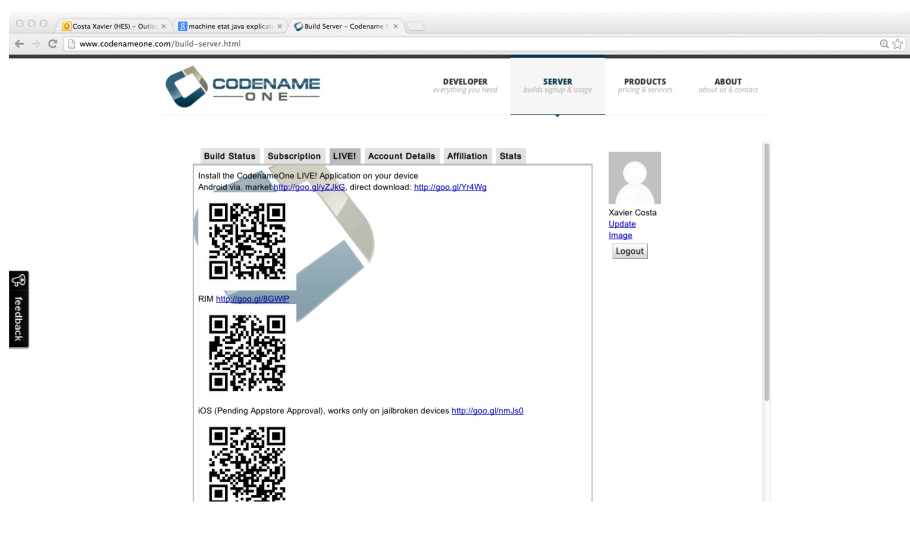 Costa Xavier (HES) – Outlo
machine etat java explicati
Build Server – Codename O
www.codenameone.com/build-server.html
CODENAME
ONE
DEVELOPER
everything you need
SERVER
builds signup & usage
PRODUCTS
pricing & services
ABOUT
about us & contact
Build Status Subscription LIVE! Account Details Affiliation Stats
Install the CodenameOne LIVE! Application on your device
Android via. market http://goo.gl/yZJkG, direct download: http://goo.gl/Yr4Wg
RIM http://goo.gl/8GWlP
iOS (Pending Appstore Approval), works only on jailbroken devices http://goo.gl/nmJs0
Xavier Costa
Update
Image
Logout
feedback